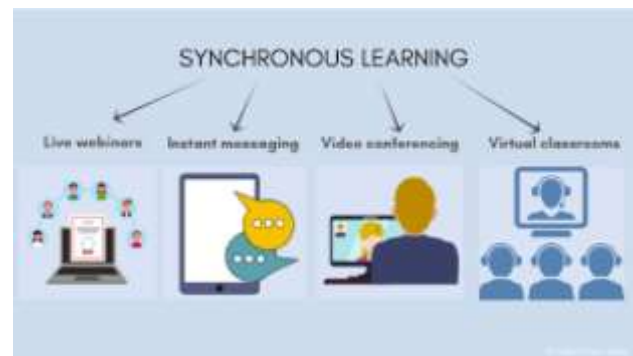 SYNCHRONOUS LEARNING
Live webinars Instant messaging Video conferencing Virtual classrooms